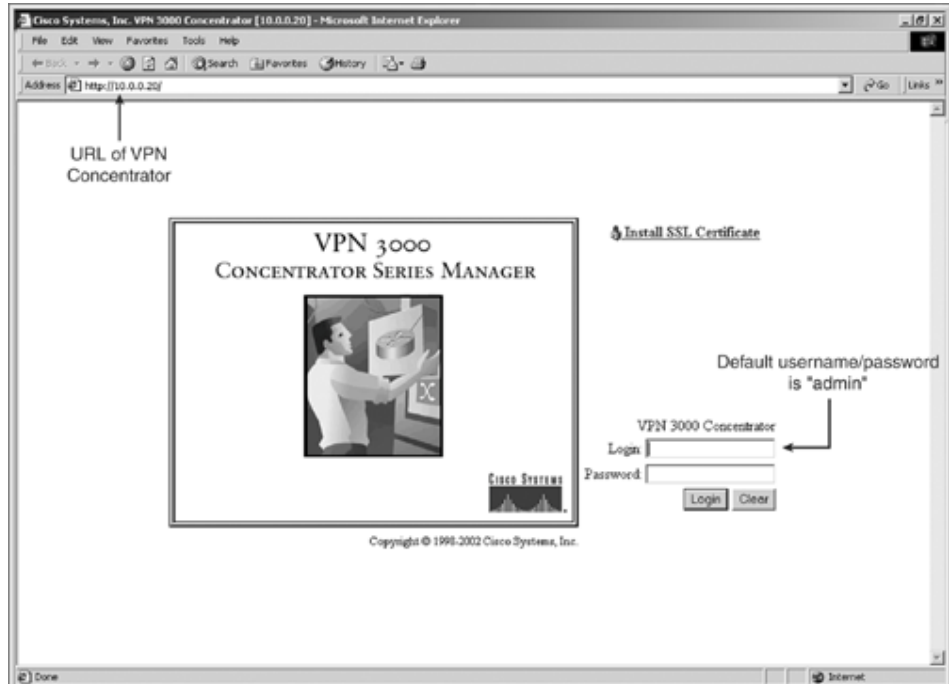 Cisco Systems, Inc. VPN 3000 Concentrator [10.0.0.20] - Microsoft Internet Explorer
File Edit View Favorites Tools Help
Back Search Favorites History
Address http://10.0.0.20/ Go Links »
URL of VPN
Concentrator
VPN 3000
CONCENTRATOR SERIES MANAGER
Install SSL Certificate
Default username/password
is "admin"
VPN 3000 Concentrator
Login:
Password:
Login Clear
CISCO SYSTEMS
Copyright © 1998-2002 Cisco Systems, Inc.
Done Internet